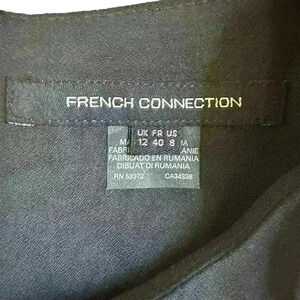 FRENCH CONNECTION
UK FR US
12 40 8
FABRICADO EN RUMANIA
DIBUAT DI RUMANIA
RN 53372 CA34338